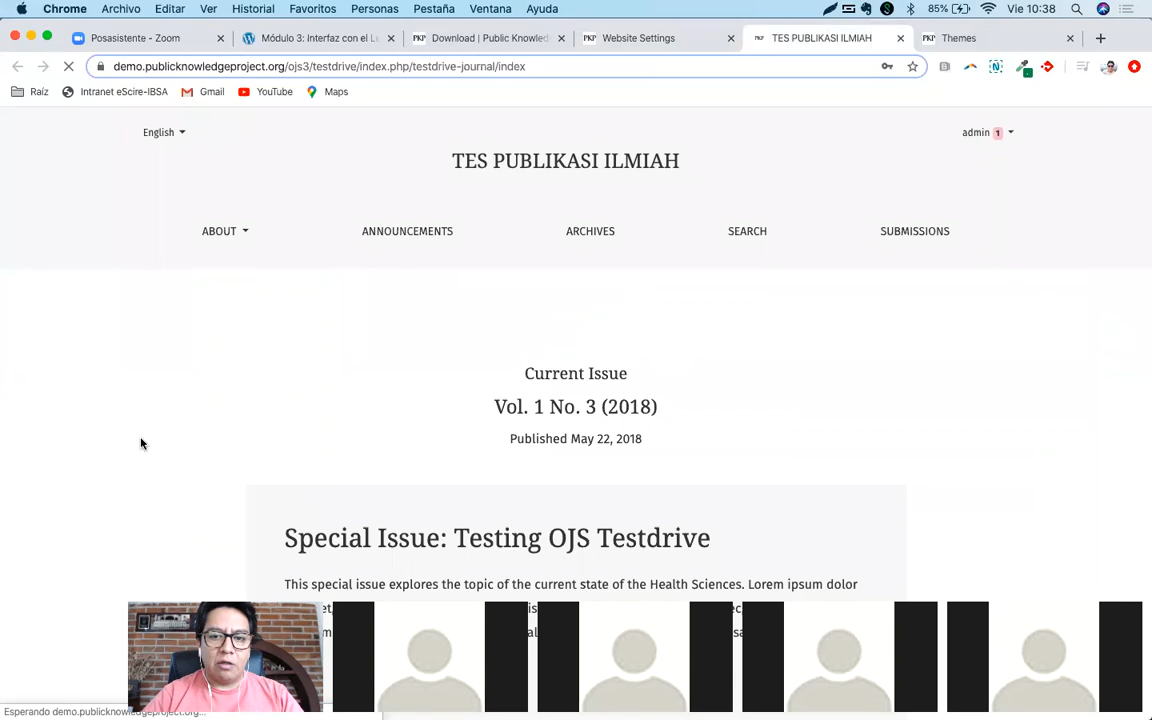 Chrome Archivo Editar Ver Historial Favoritos Personas Pestaña Ventana Ayuda 85% Vie 10:38
Posasistente - Zoom Módulo 3: Interfaz con el L Download | Public Knowled Website Settings TES PUBLIKASI ILMIAH Themes
demo.publicknowledgeproject.org/ojs3/testdrive/index.php/testdrive-journal/index
Raíz Intranet eScire-IBSA Gmail YouTube Maps
English admin 1
TES PUBLIKASI ILMIAH
ABOUT ANNOUNCEMENTS ARCHIVES SEARCH SUBMISSIONS
Current Issue
Vol. 1 No. 3 (2018)
Published May 22, 2018
Special Issue: Testing OJS Testdrive
This special issue explores the topic of the current state of the Health Sciences. Lorem ipsum dolor
Esperando demo.publicknowledgeproject.org...